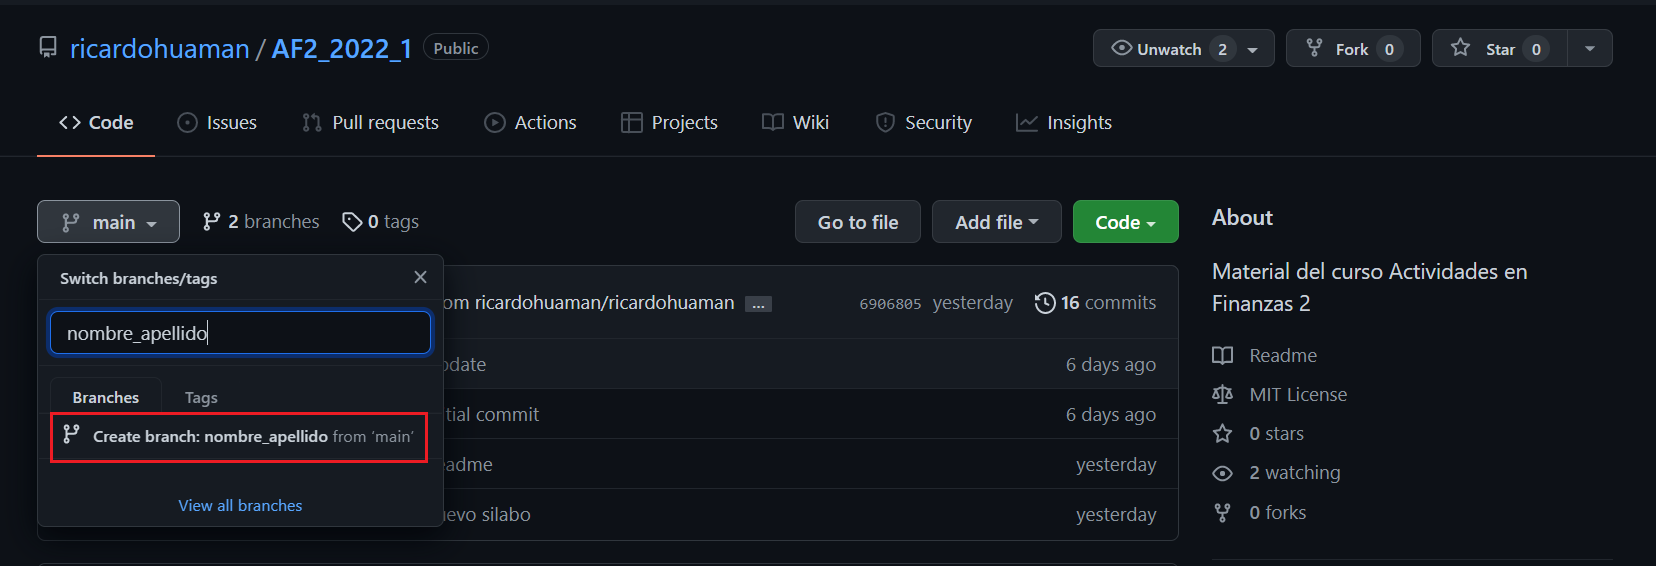 ricardohuaman / AF2_2022_1 Public
Unwatch 2 Fork 0 Star 0
Code Issues Pull requests Actions Projects Wiki Security Insights
main 2 branches 0 tags Go to file Add file Code
Switch branches/tags
nombre_apellido
Branches Tags
Create branch: nombre_apellido from ‘main’
View all branches
om ricardohuaman/ricardohuaman ... 6906805 yesterday 16 commits
date 6 days ago
tial commit 6 days ago
adme yesterday
evo silabo yesterday
About
Material del curso Actividades en
Finanzas 2
Readme
MIT License
0 stars
2 watching
0 forks